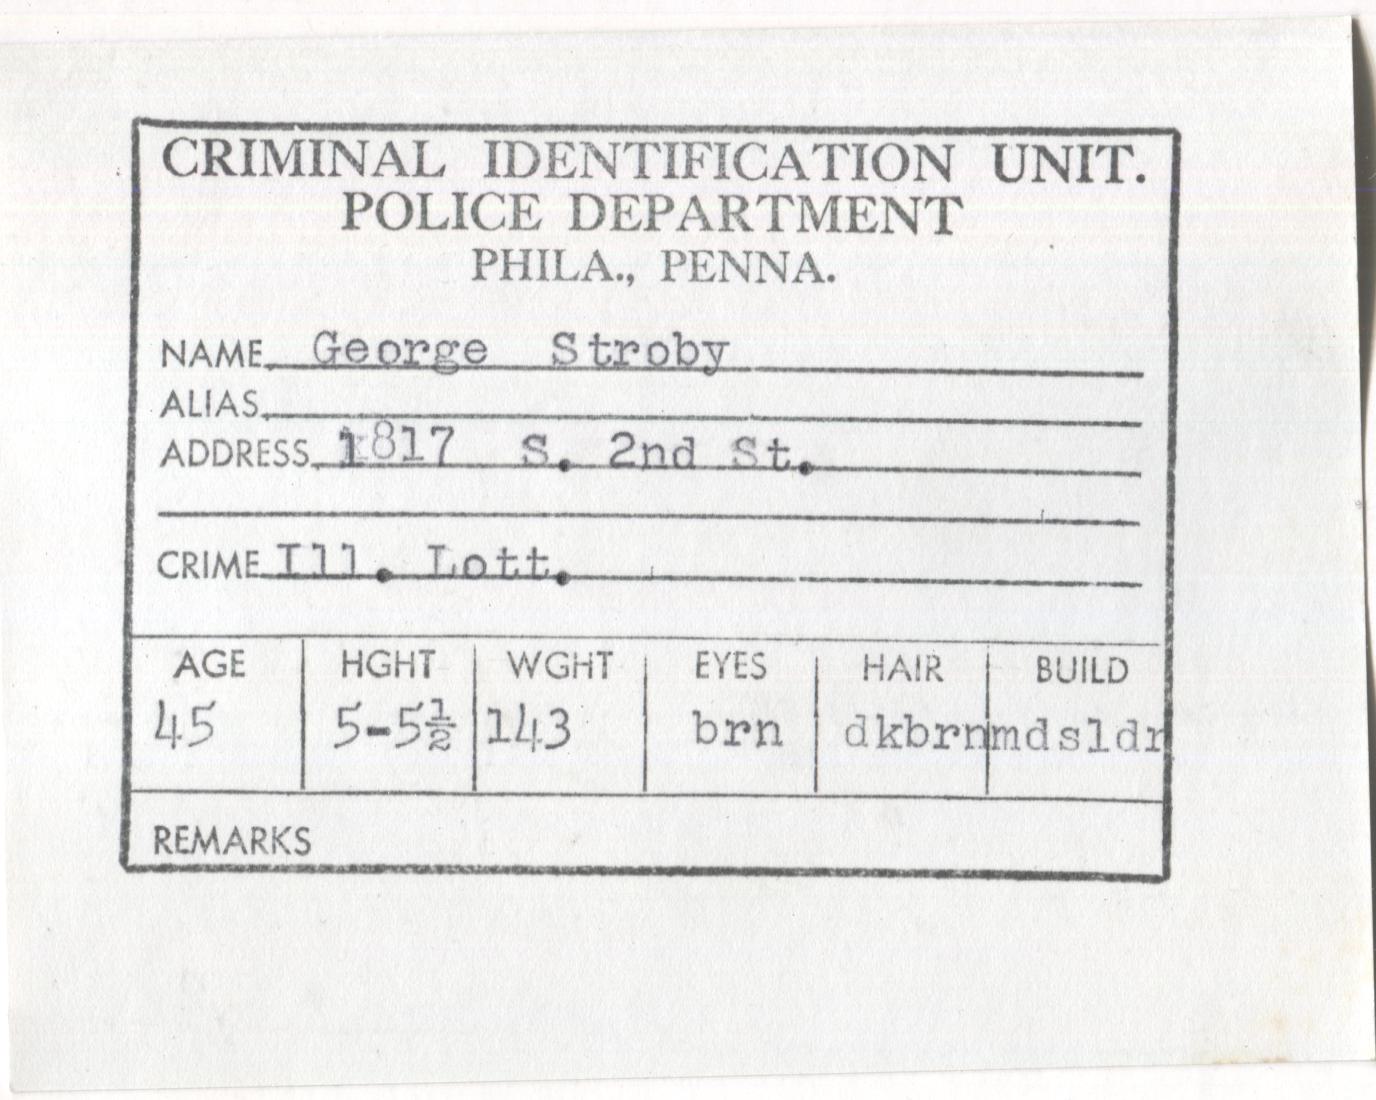 CRIMINAL IDENTIFICATION UNIT.
POLICE DEPARTMENT
PHILA., PENNA.
NAME George Stroby
ALIAS
ADDRESS 1817 S. 2nd St.
CRIME Ill. Lott.
AGE HGHT WGHT EYES HAIR BUILD
45 5-5½ 143 brn dkbrn mdsldr
REMARKS